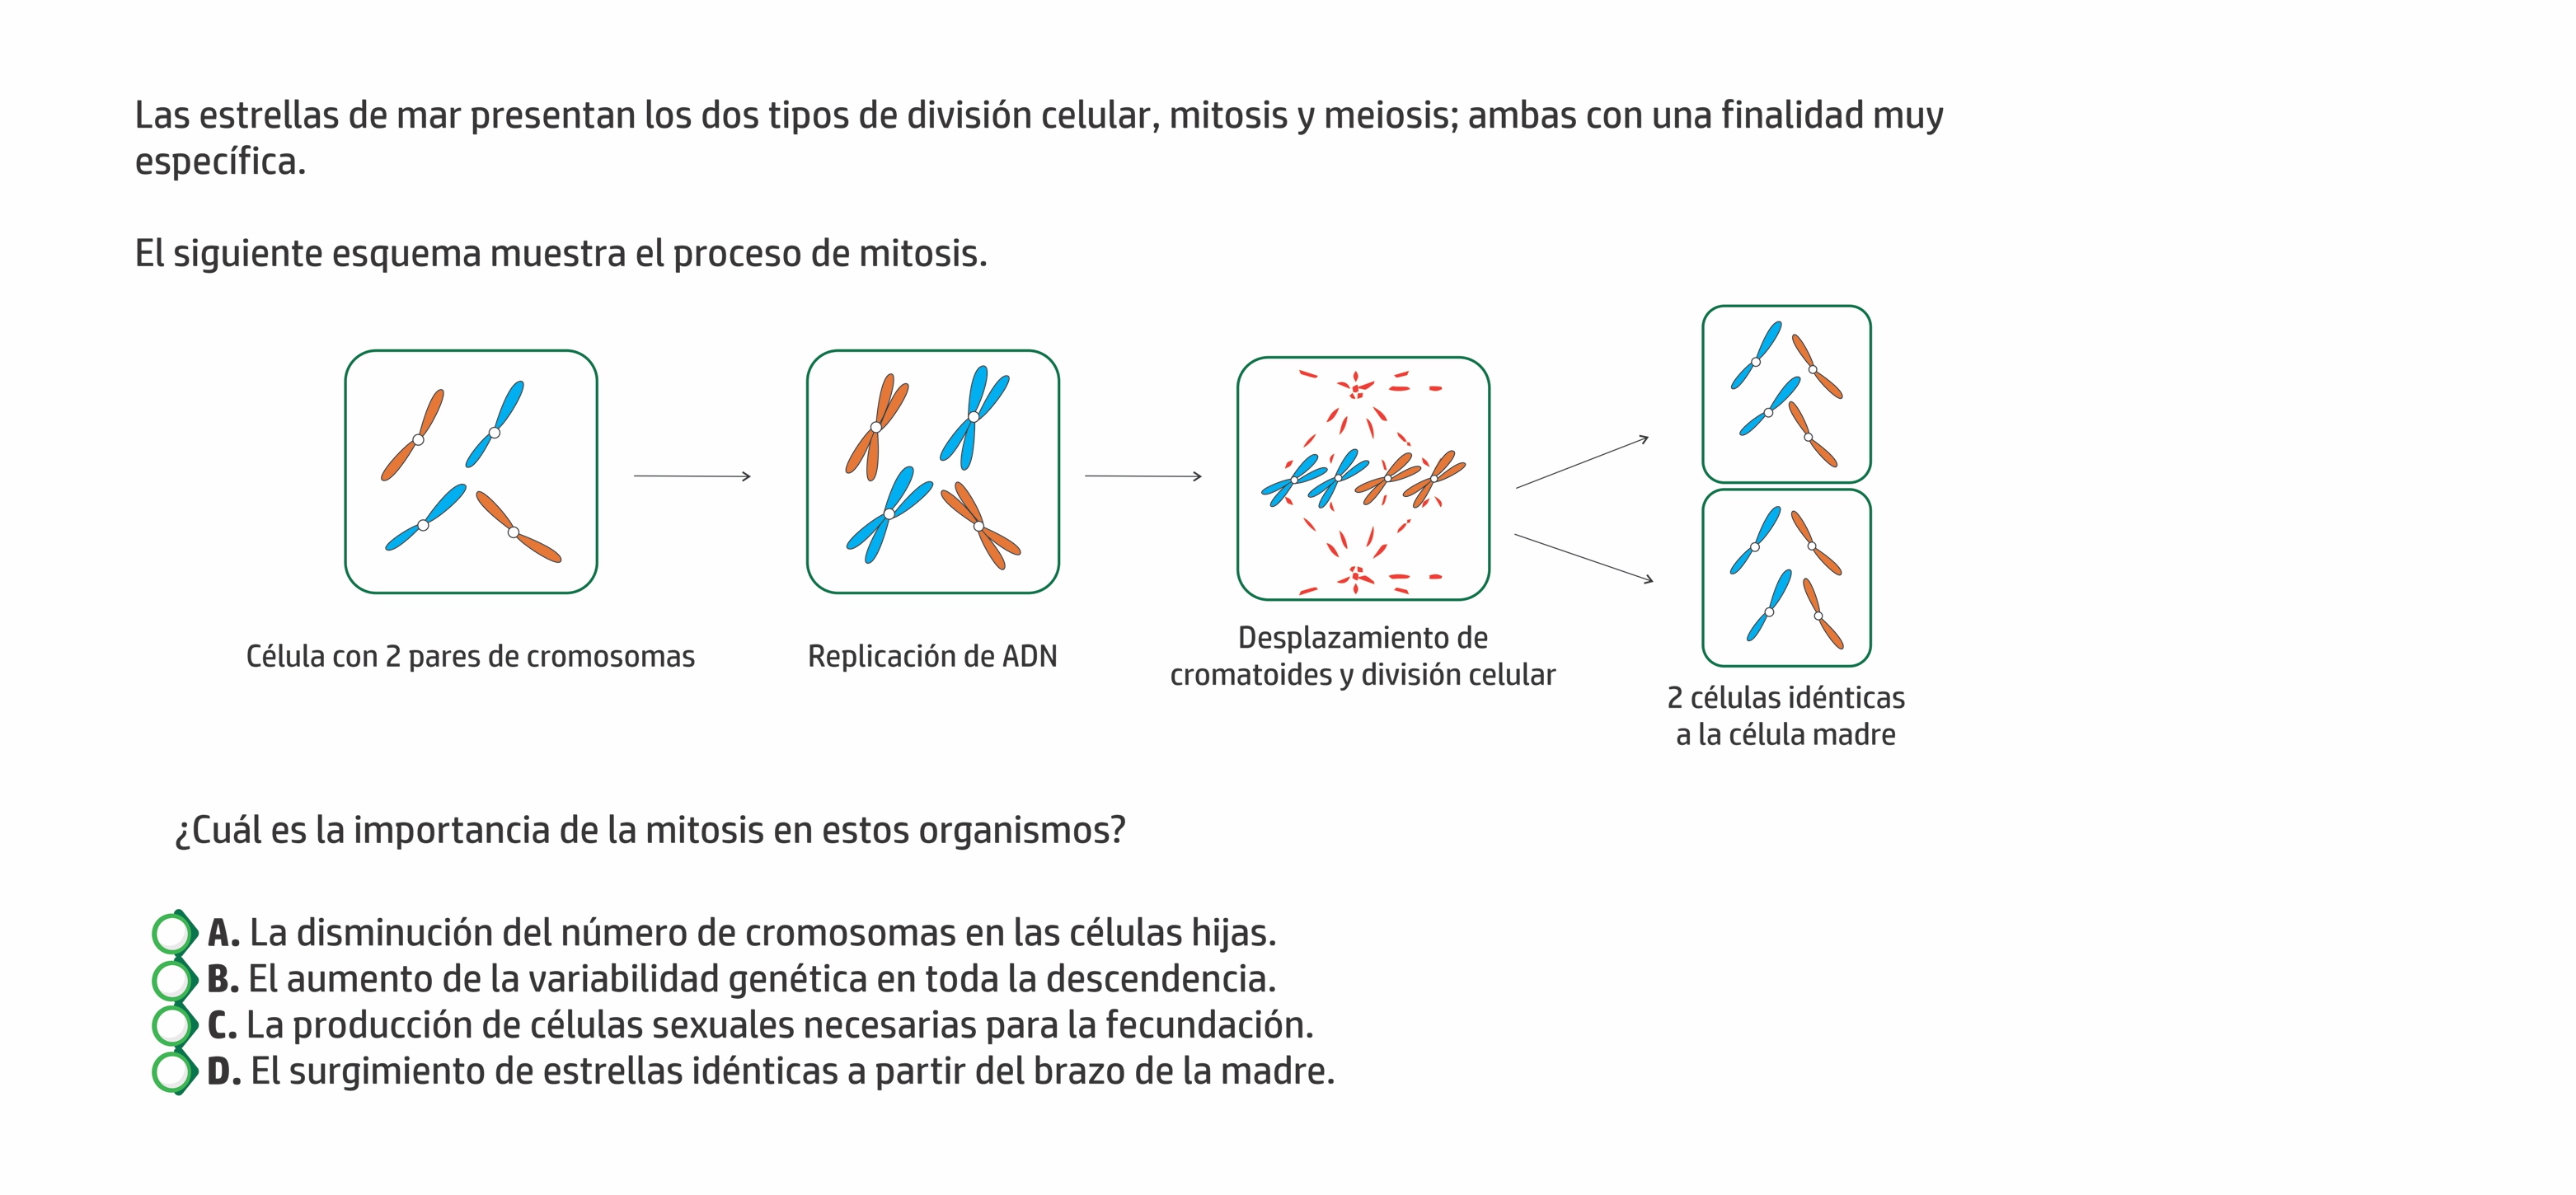 Las estrellas de mar presentan los dos tipos de división celular, mitosis y meiosis; ambas con una finalidad muy
específica.
El siguiente esquema muestra el proceso de mitosis.
Célula con 2 pares de cromosomas
Replicación de ADN
Desplazamiento de
cromatoides y división celular
2 células idénticas
a la célula madre
¿Cuál es la importancia de la mitosis en estos organismos?
A. La disminución del número de cromosomas en las células hijas.
B. El aumento de la variabilidad genética en toda la descendencia.
C. La producción de células sexuales necesarias para la fecundación.
D. El surgimiento de estrellas idénticas a partir del brazo de la madre.